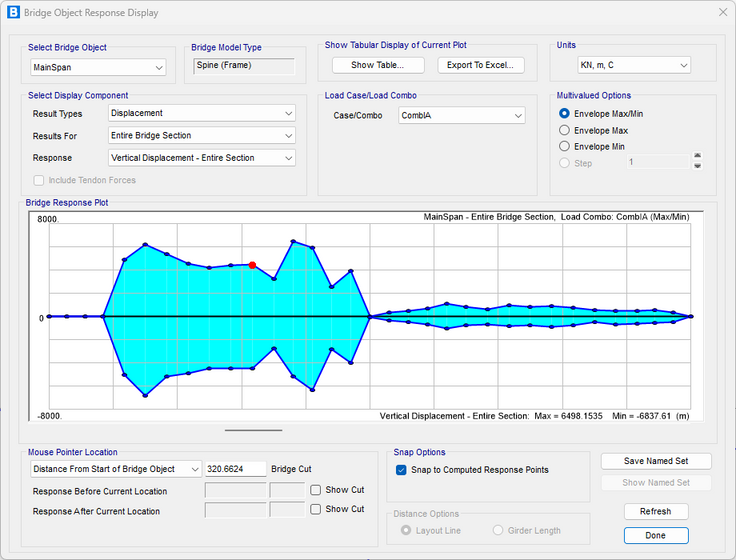 B Bridge Object Response Display
Select Bridge Object
MainSpan
Bridge Model Type
Spine (Frame)
Show Tabular Display of Current Plot
Show Table...
Export To Excel...
Units
KN, m, C
Select Display Component
Result Types
Displacement
Results For
Entire Bridge Section
Response
Vertical Displacement - Entire Section
Include Tendon Forces
Load Case/Load Combo
Case/Combo
CombIA
Multivalued Options
Envelope Max/Min
Envelope Max
Envelope Min
Step
1
Bridge Response Plot
8000.
MainSpan - Entire Bridge Section, Load Combo: CombIA (Max/Min)
0
-8000.
Vertical Displacement - Entire Section: Max = 6498.1535 Min = -6837.61 (m)
Mouse Pointer Location
Distance From Start of Bridge Object
320.6624
Bridge Cut
Response Before Current Location
Show Cut
Response After Current Location
Show Cut
Snap Options
Snap to Computed Response Points
Distance Options
Layout Line
Girder Length
Save Named Set
Show Named Set
Refresh
Done